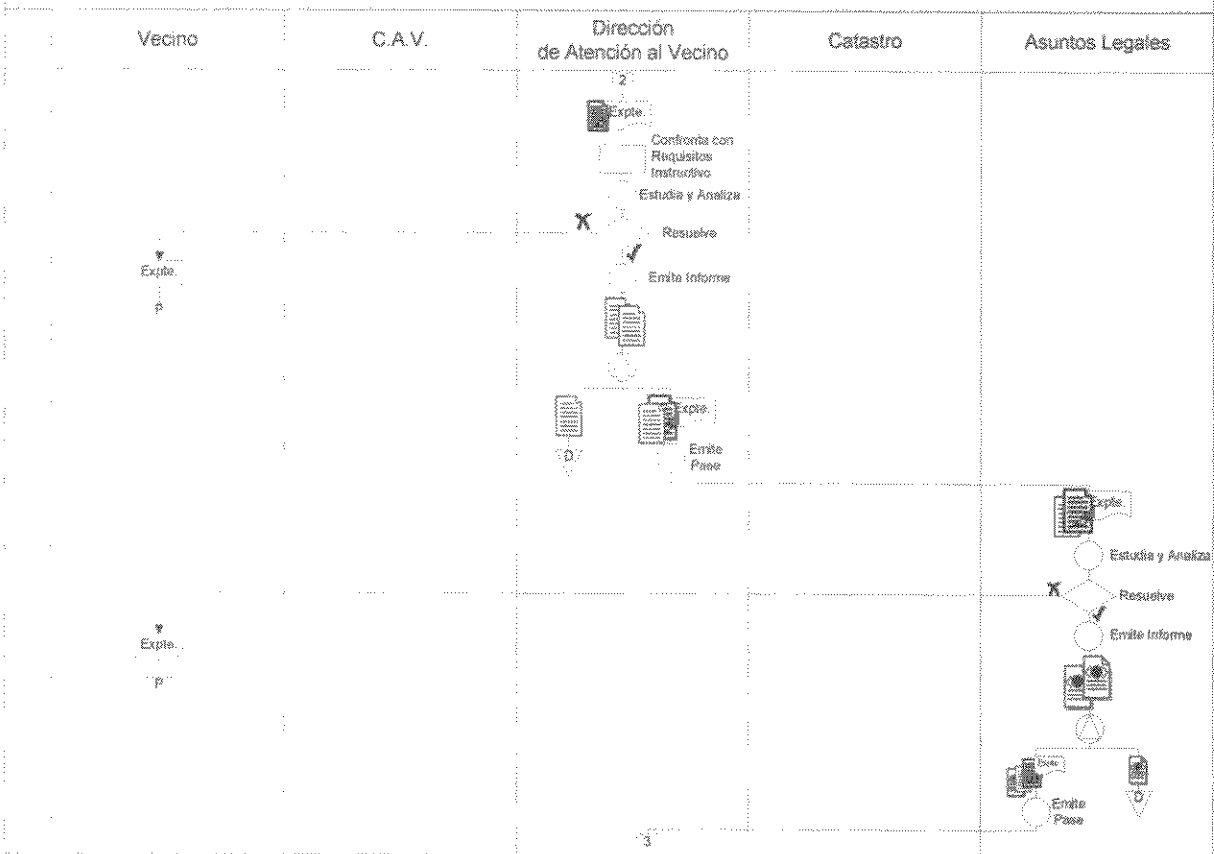 Vecino
C.A.V.
Dirección
de Atención al Vecino
Catastro
Asuntos Legales
2
Expte.
Confronta con
Requisitos
Instructivo
Estudia y Analiza
Resuelve
Expte.
P
Emite Informe
Expte.
D
Emite
Pase
Expte.
Estudia y Analiza
Resuelve
Expte.
P
Emite Informe
Expte.
D
Emite
Pase
3